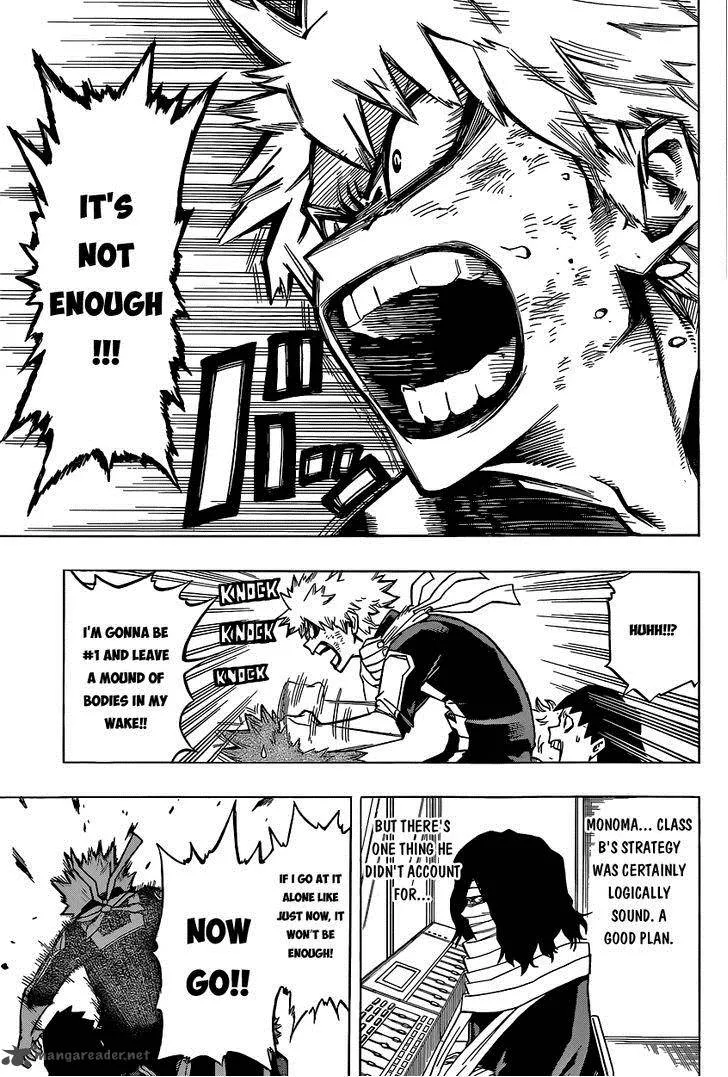 IT'S
NOT
ENOUGH
!!!
HUHH!!?
KNOCK
KNOCK
KNOCK
I'M GONNA BE
#1 AND LEAVE
A MOUND OF
BODIES IN MY
WAKE!!
MONOMA... CLASS
B'S STRATEGY
WAS CERTAINLY
LOGICALLY
SOUND. A
GOOD PLAN.
BUT THERE'S
ONE THING HE
DIDN'T ACCOUNT
FOR...
IF I GO AT IT
ALONE LIKE
JUST NOW, IT
WON'T BE
ENOUGH!
NOW
GO!!
mangareader.net